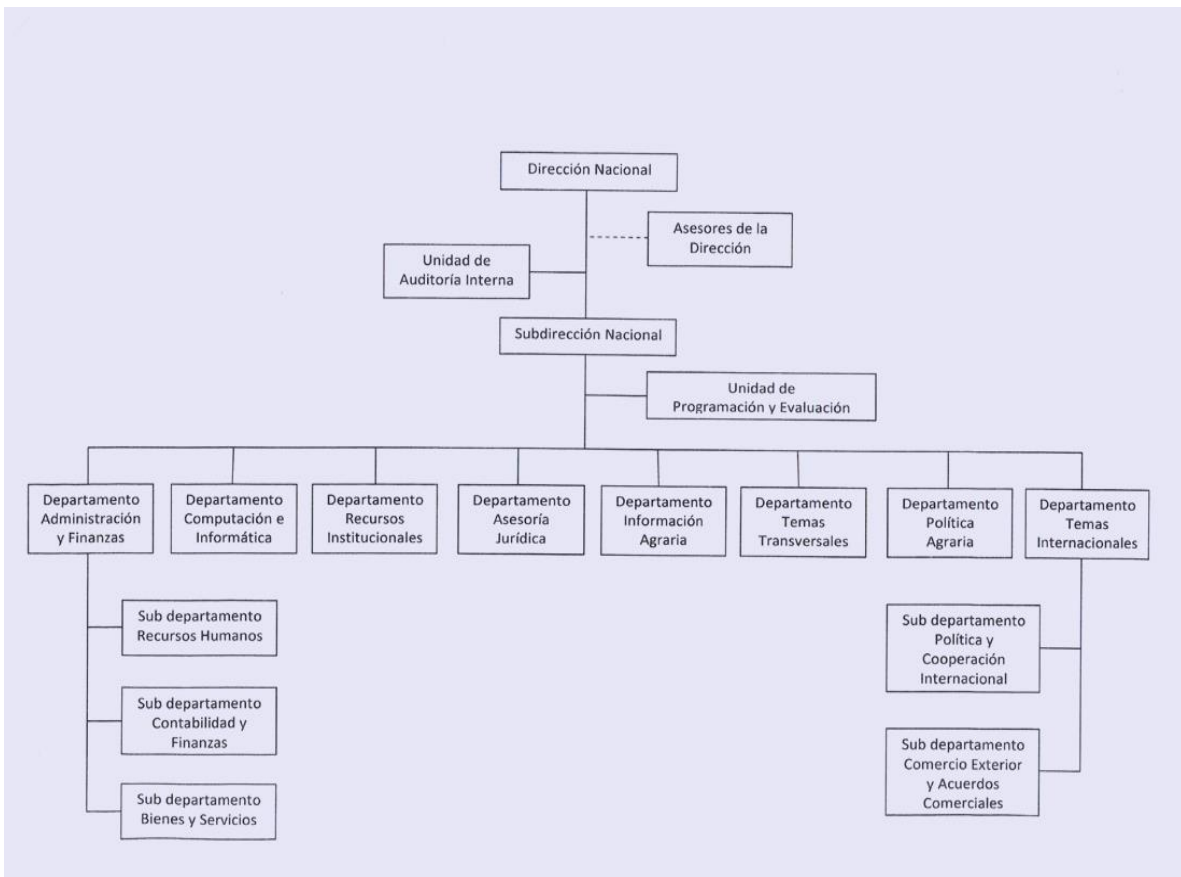 Dirección Nacional
Asesores de la
Dirección
Unidad de
Auditoría Interna
Subdirección Nacional
Unidad de
Programación y Evaluación
Departamento
Administración
y Finanzas
Departamento
Computación e
Informática
Departamento
Recursos
Institucionales
Departamento
Asesoría
Jurídica
Departamento
Información
Agraria
Departamento
Temas
Transversales
Departamento
Política
Agraria
Departamento
Temas
Internacionales
Sub departamento
Recursos Humanos
Sub departamento
Contabilidad y
Finanzas
Sub departamento
Bienes y Servicios
Sub departamento
Política y
Cooperación
Internacional
Sub departamento
Comercio Exterior
y Acuerdos
Comerciales